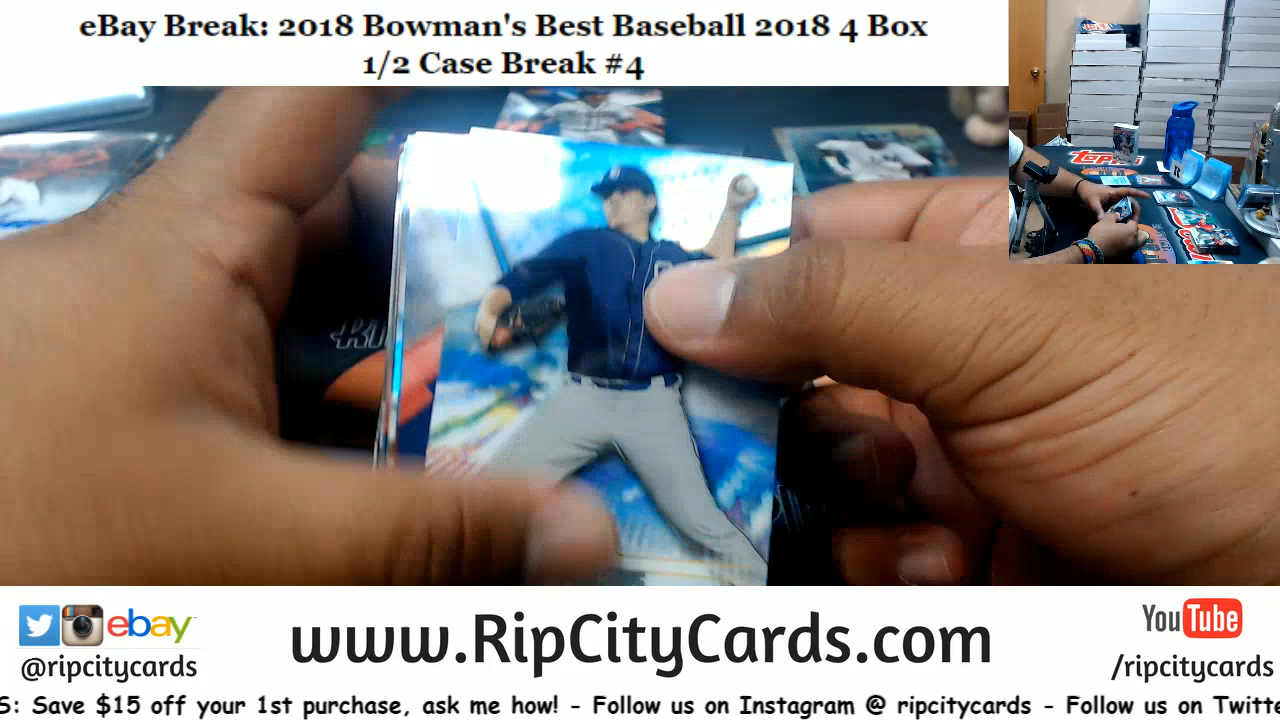 eBay Break: 2018 Bowman's Best Baseball 2018 4 Box
1/2 Case Break #4
topps
ebay
@ripcitycards
www.RipCityCards.com
YouTube
/ripcitycards
S: Save $15 off your 1st purchase, ask me how! - Follow us on Instagram @ ripcitycards - Follow us on Twitte